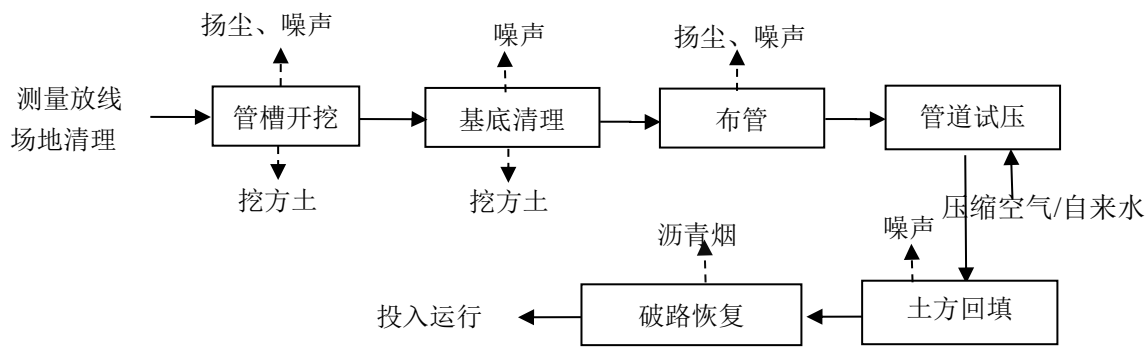 扬尘、噪声
噪声
扬尘、噪声
测量放线
场地清理
管槽开挖
基底清理
布管
管道试压
挖方土
挖方土
压缩空气/自来水
沥青烟
噪声
投入运行
破路恢复
土方回填